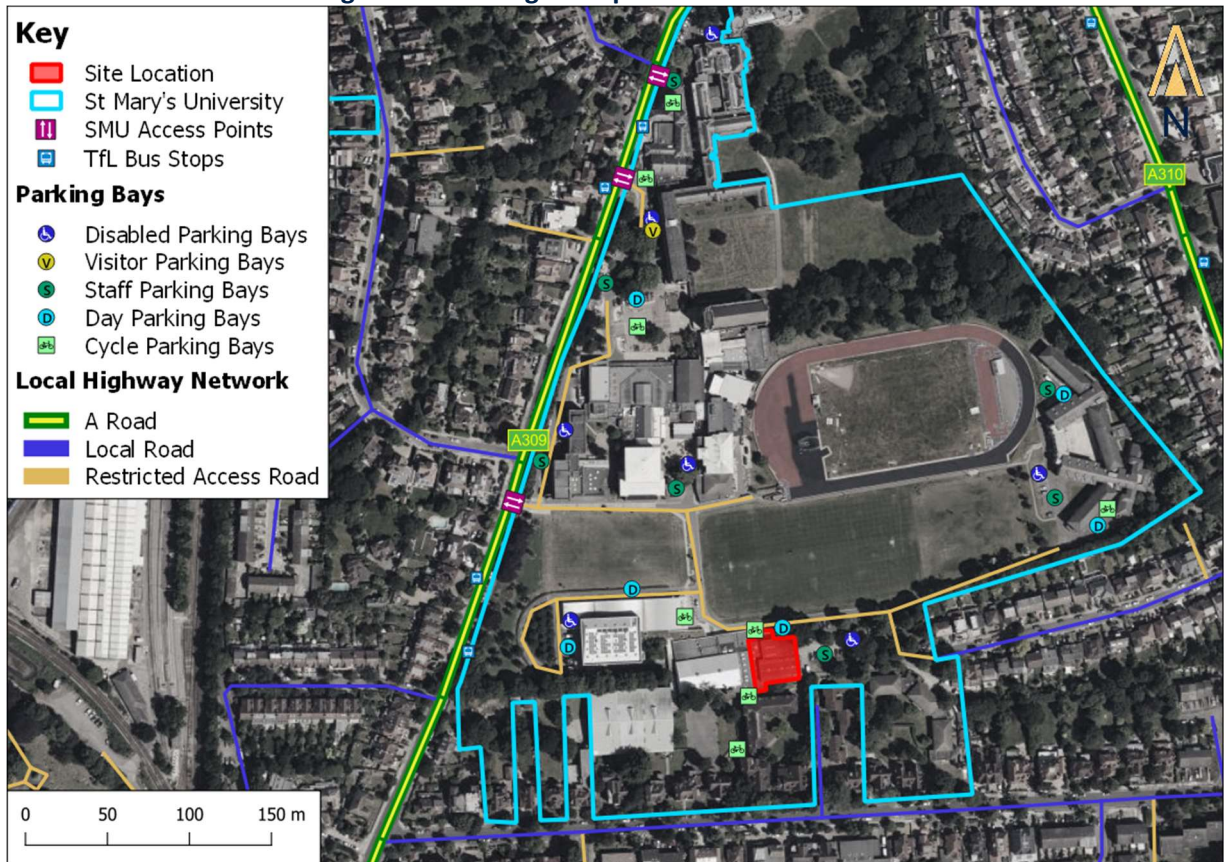 Key
Site Location
St Mary's University
SMU Access Points
TfL Bus Stops
Parking Bays
Disabled Parking Bays
V Visitor Parking Bays
S Staff Parking Bays
D Day Parking Bays
Cycle Parking Bays
Local Highway Network
A Road
Local Road
Restricted Access Road
N
A310
S
V
S
D
A309
S
S
S
D
S
D
D
D
D
S
0 50 100 150 m